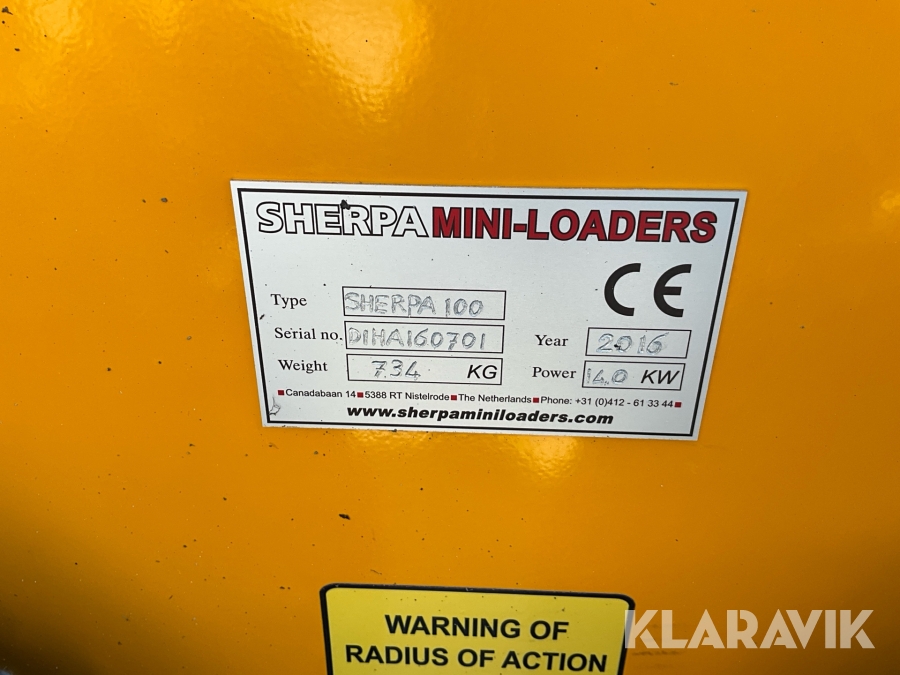 SHERPA MINI-LOADERS
CE
Type SHERPA 100
Serial no. D1HA160701 Year 2016
Weight 734 KG Power 14.0 KW
Canadabaan 14 ■ 5388 RT Nistelrode ■ The Netherlands ■ Phone: +31 (0)412 - 61 33 44 ■
www.sherpaminiloaders.com
WARNING OF
RADIUS OF ACTION
KLARAVIK